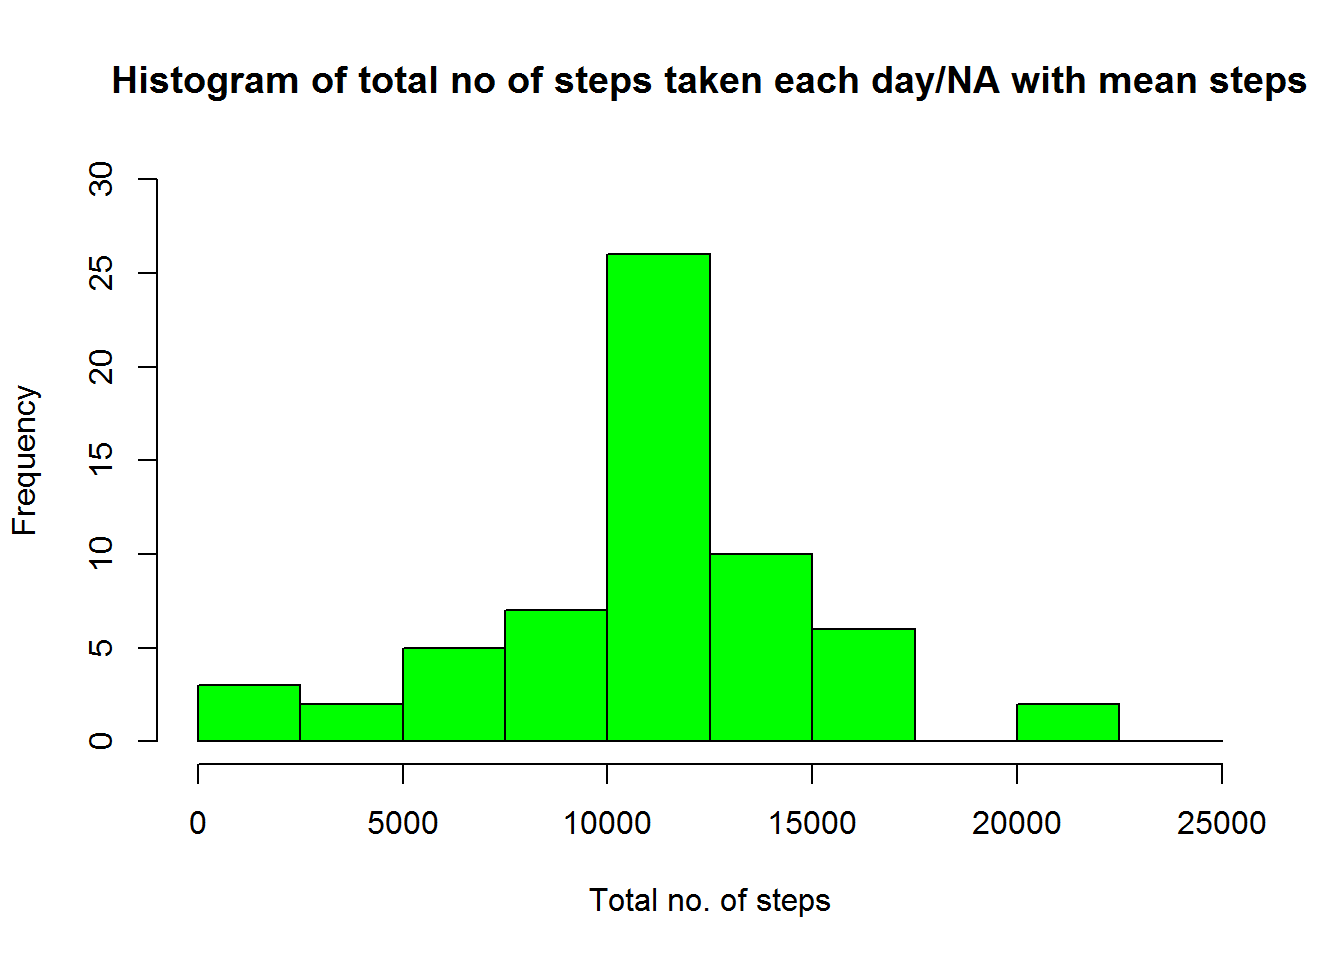 Histogram of total no of steps taken each day/NA with mean steps
30
25
20
15
10
5
0
Frequency
0 5000 10000 15000 20000 25000
Total no. of steps